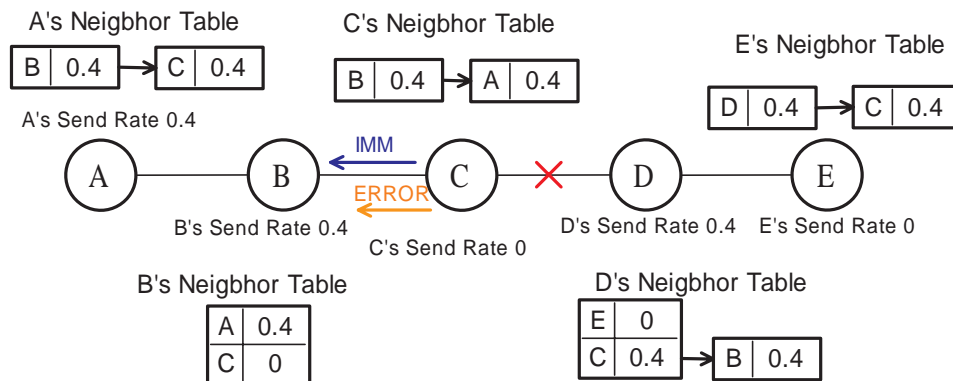 A's Neigbhor Table
B 0.4 C 0.4
A's Send Rate 0.4
C's Negbhor Table
B 0.4 A 0.4
E's Neigbhor Table
D 0.4 C 0.4
A
B
IMM
ERROR
C
D
E
B's Send Rate 0.4
C's Send Rate 0
D's Send Rate 0.4
E's Send Rate 0
B's Neigbhor Table
A 0.4
C 0
D's Neigbhor Table
E 0
C 0.4 B 0.4